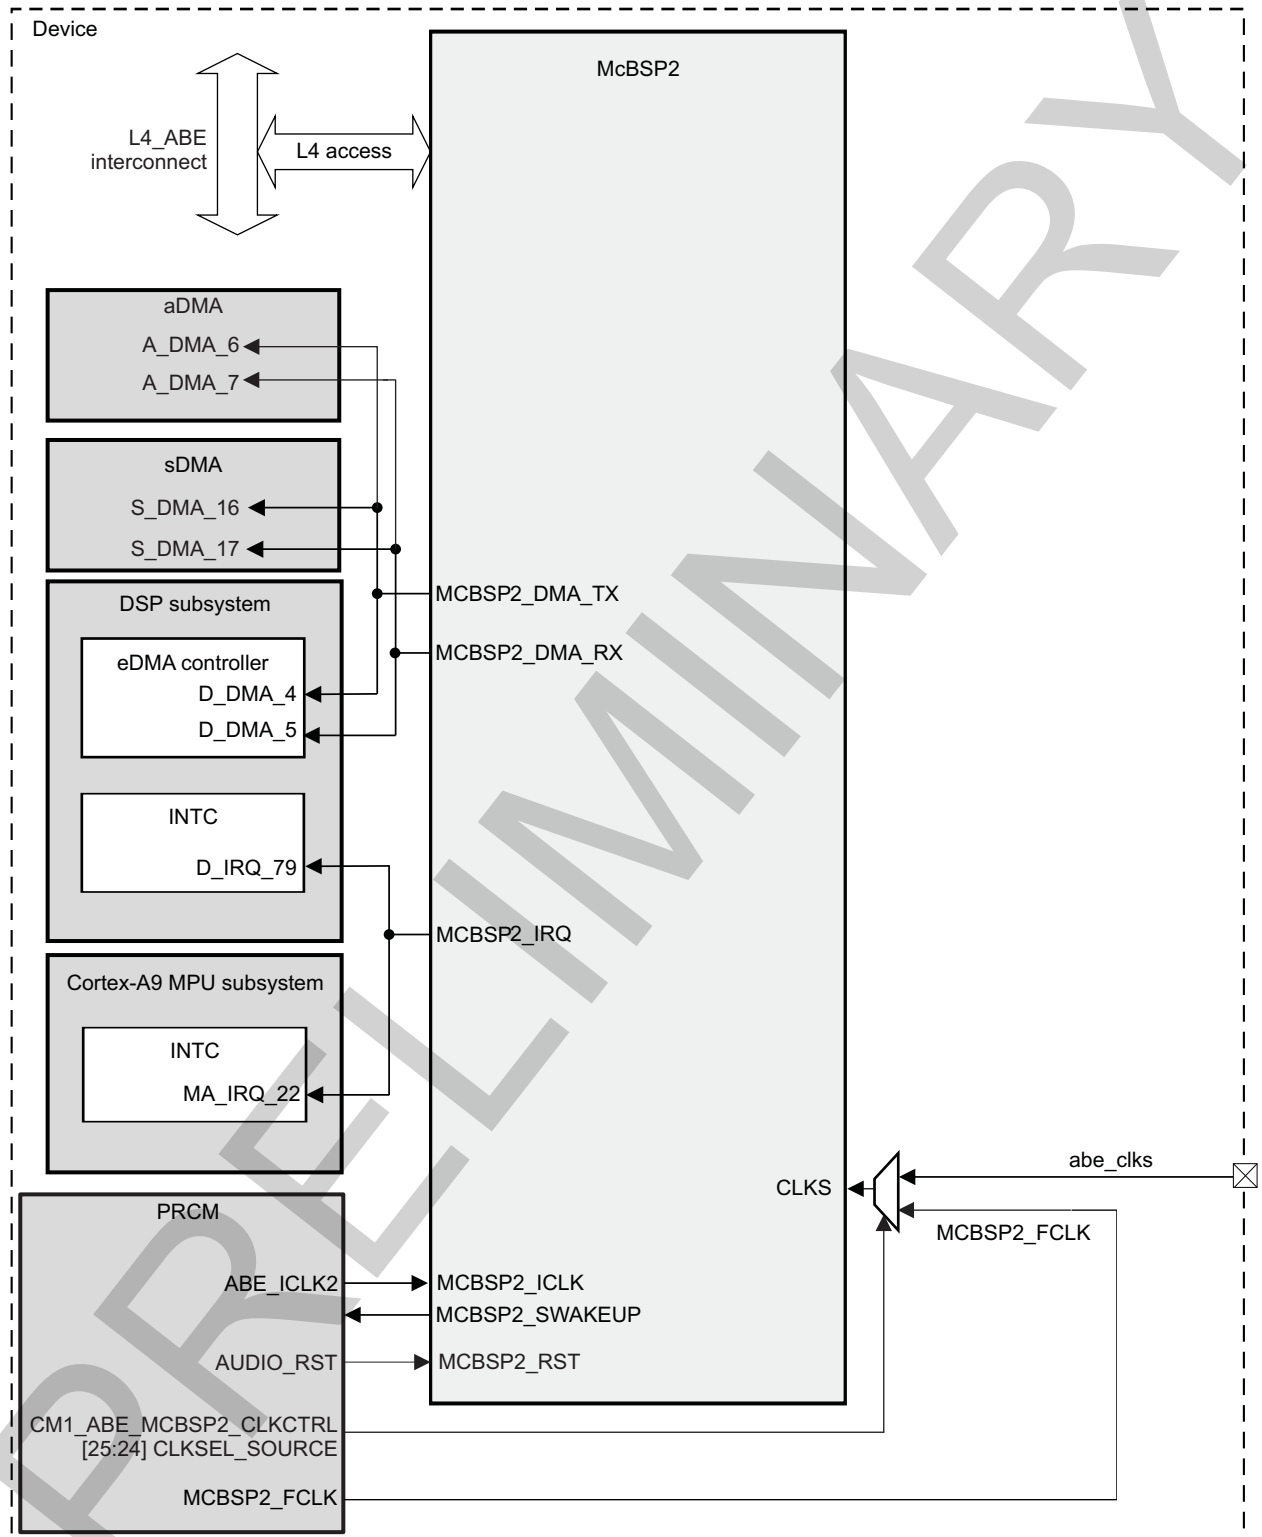 Device
McBSP2
L4_ABE
interconnect
L4 access
aDMA
A_DMA_6
A_DMA_7
sDMA
S_DMA_16
S_DMA_17
DSP subsystem
MCBSP2_DMA_TX
eDMA controller
MCBSP2_DMA_RX
D_DMA_4
D_DMA_5
INTC
D_IRQ_79
MCBSP2_IRQ
Cortex-A9 MPU subsystem
INTC
MA_IRQ_22
abe_clks
CLKS
PRCM
MCBSP2_FCLK
ABE_ICLK2
MCBSP2_ICLK
MCBSP2_SWAKEUP
AUDIO_RST
MCBSP2_RST
CM1_ABE_MCBSP2_CLKCTRL
[25:24] CLKSEL_SOURCE
MCBSP2_FCLK
PRELIMINARY